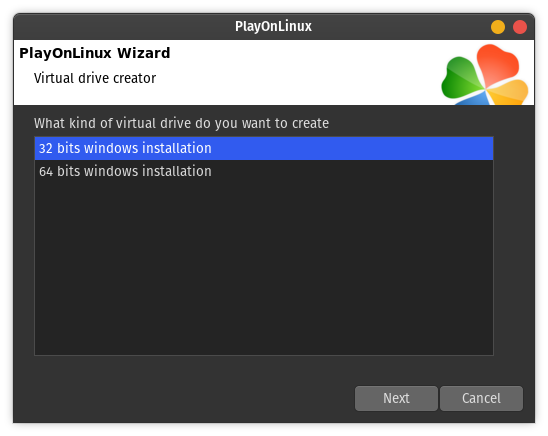 PlayOnLinux
PlayOnLinux Wizard
Virtual drive creator
What kind of virtual drive do you want to create
32 bits windows installation
64 bits windows installation
Next
Cancel